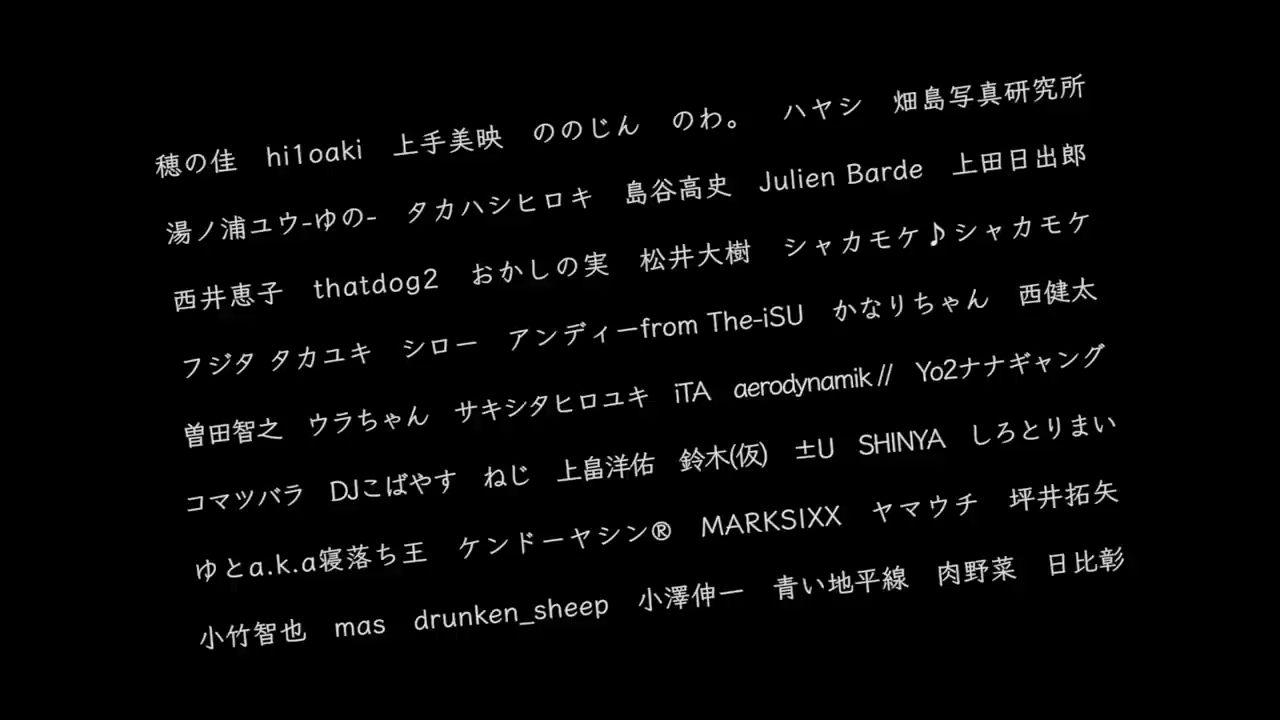 穂の佳　hi1oaki　上手美映　ののじん　のわ。　ハヤシ　畑島写真研究所
湯ノ浦ユウ-ゆの-　タカハシヒロキ　島谷高史　Julien Barde　上田日出郎
西井恵子　thatdog2　おかしの実　松井大樹　シャカモケ♪シャカモケ
フジタ タカユキ　シロー　アンディーfrom The-iSU　かなりちゃん　西健太
曽田智之　ウラちゃん　サキシタヒロユキ　iTA　aerodynamik //　Yo2ナナギャング
コマツバラ　DJこばやす　ねじ　上畠洋佑　鈴木(仮)　±U　SHINYA　しろとりまい
ゆとa.k.a寝落ち王　ケンドーヤシン®　MARKSIXX　ヤマウチ　坪井拓矢
小竹智也　mas　drunken_sheep　小澤伸一　青い地平線　肉野菜　日比彰